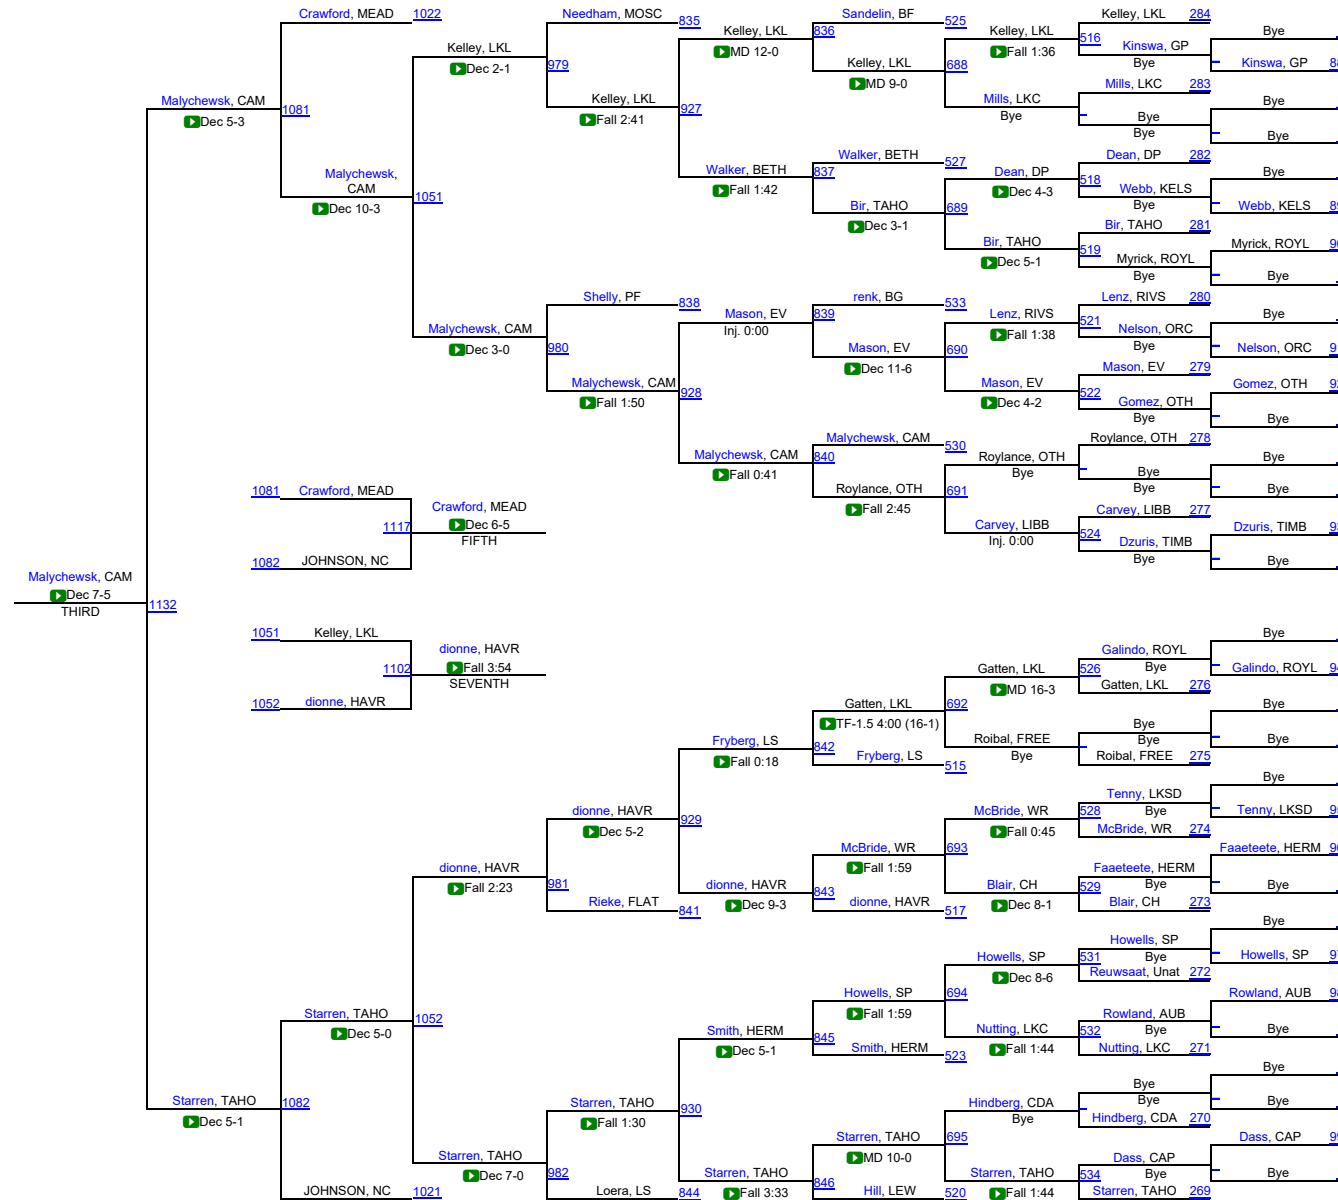 Crawford, MEAD 1022 Needham, MOSC 835 Sandelin, BF 525 Kelley, LKL 284
Kelley, LKL 836 Kelley, LKL 516 Bye
MD 12-0 Fall 1:36 Kinswa, GP
Kelley, LKL Bye Kinswa, GP
Dec 2-1 979 Kelley, LKL 688
MD 9-0 Mills, LKC 283
Malychewsk, CAM 1081 Kelley, LKL 927 Mills, LKC Bye
Dec 5-3 Fall 2:41 Bye Bye
Bye Bye
Walker, BETH 527 Dean, DP 282
Malychewsk, CAM Walker, BETH 837 Dean, DP 518 Bye
Dec 10-3 1051 Fall 1:42 Dec 4-3 Webb, KELS
Bir, TAHO 689 Bye Webb, KELS
Dec 3-1 Bir, TAHO 281
Bir, TAHO 519 Myrick, ROYL
Dec 5-1 Myrick, ROYL
Bye Bye
Shelly, PF 838 renk, BG 533 Lenz, RIVS 280
Mason, EV 839 Lenz, RIVS 521 Bye
Malychewsk, CAM Inj. 0:00 Fall 1:38 Nelson, ORC
Dec 3-0 980 Mason, EV 690 Bye Nelson, ORC
Dec 11-6 Mason, EV 279
Malychewsk, CAM 928 Mason, EV 522 Gomez, OTH
Fall 1:50 Dec 4-2 Gomez, OTH
Bye Bye
Malychewsk, CAM 530 Roylance, OTH 278
Malychewsk, CAM 840 Roylance, OTH Bye
Fall 0:41 Bye Bye
Roylance, OTH 691 Bye Bye
1081 Crawford, MEAD Fall 2:45
Crawford, MEAD Carvey, LIBB 277
1117 Dec 6-5 Carvey, LIBB 524 Dzuris, TIMB
FIFTH Inj. 0:00 Dzuris, TIMB
1082 JOHNSON, NC Bye Bye
Malychewsk, CAM
Dec 7-5 1132
THIRD
1051 Kelley, LKL Bye
dionne, HAVR Galindo, ROYL
1102 Fall 3:54 Gatten, LKL 526 Bye Galindo, ROYL
SEVENTH MD 16-3 Gatten, LKL 276
1052 dionne, HAVR Gatten, LKL 692 Bye
TF-1.5 4:00 (16-1) Bye
Fryberg, LS 842 Roibal, FREE Bye Bye
Fall 0:18 Fryberg, LS 515 Bye Roibal, FREE 275
Bye
dionne, HAVR 929 McBride, WR 528 Tenny, LKSD
Dec 5-2 Fall 0:45 Bye Tenny, LKSD
McBride, WR 274
McBride, WR 693 Faaeteete, HERM
dionne, HAVR Fall 1:59 Faaeteete, HERM
Fall 2:23 981 dionne, HAVR 843 Blair, CH 529 Bye Bye
Rieke, FLAT 841 Dec 9-3 dionne, HAVR 517 Dec 8-1 Blair, CH 273
Bye
Howells, SP
Howells, SP 531 Bye Howells, SP
Dec 8-6 Reuwsaat, Unat 272
Starren, TAHO 1052 Howells, SP 694 Rowland, AUB
Dec 5-0 Fall 1:59 Rowland, AUB
Smith, HERM 845 Nutting, LKC 532 Bye Bye
Dec 5-1 Smith, HERM 523 Fall 1:44 Nutting, LKC 271
Bye
Bye
Starren, TAHO 1082 Starren, TAHO 930 Hindberg, CDA Bye Bye
Dec 5-1 Fall 1:30 Bye Hindberg, CDA 270
Starren, TAHO 695 Dass, CAP
Starren, TAHO MD 10-0 Dass, CAP
Dec 7-0 982 Starren, TAHO 846 Starren, TAHO 534 Bye Bye
JOHNSON, NC 1021 Loera, LS 844 Fall 3:33 Hill, LEW 520 Fall 1:44 Starren, TAHO 269